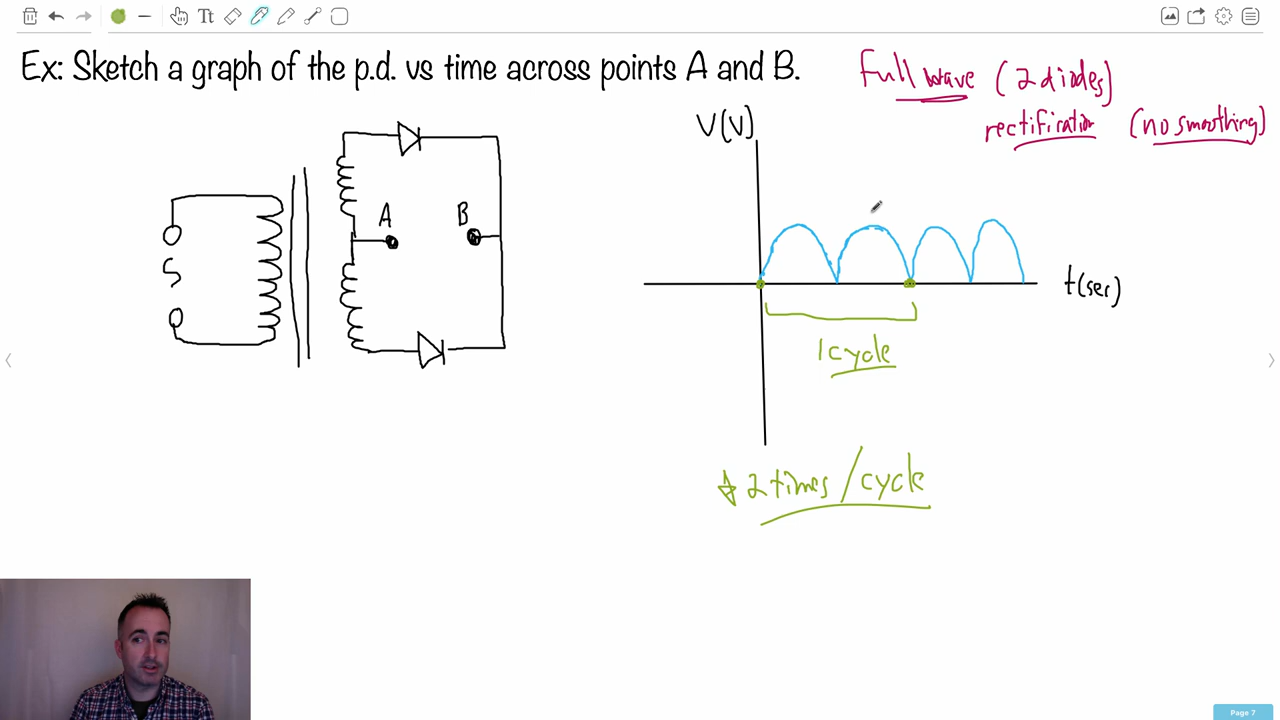 Tt
Ex: Sketch a graph of the p.d. vs time across points A and B.
Full wave (2 diodes)
rectification (no smoothing)
V(V)
A
B
t(sec)
1 cycle
2 times / cycle
Page 7